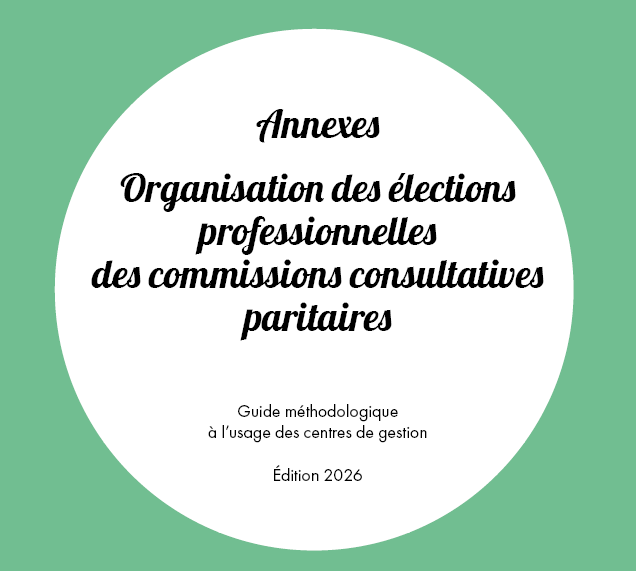 Annexes
Organisation des élections
professionnelles
des commissions consultatives
paritaires
Guide méthodologique
à l'usage des centres de gestion
Édition 2026